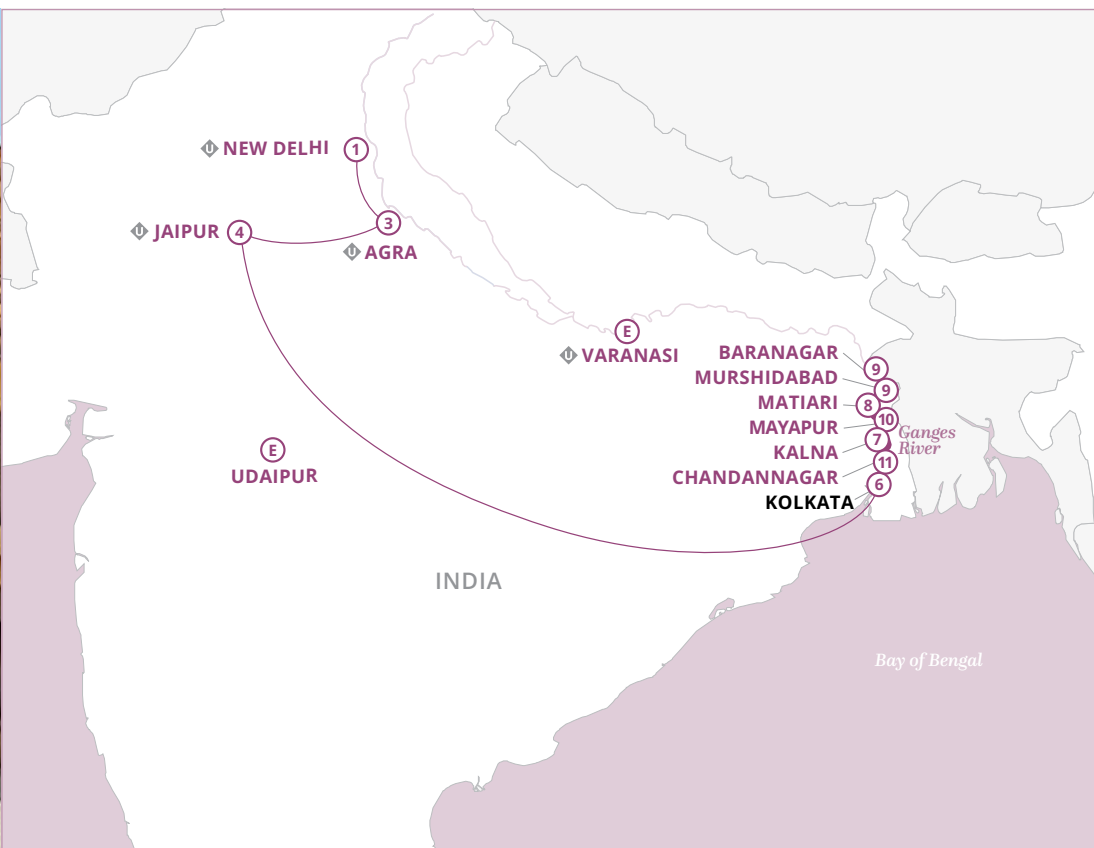 U NEW DELHI 1
U JAIPUR 4
3
U AGRA
E
U VARANASI
BARANAGAR 9
MURSHIDABAD 9
MATIARI 8
MAYAPUR 10
KALNA 7
CHANDANNAGAR 11
KOLKATA 6
Ganges
River
E
UDAIPUR
INDIA
Bay of Bengal